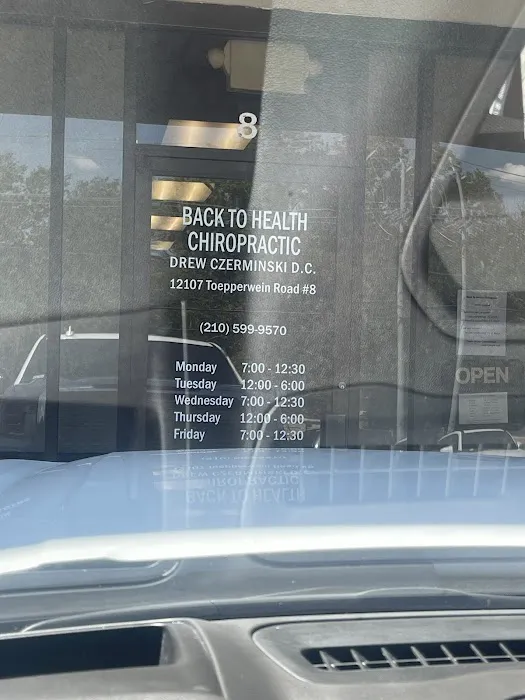 8
BACK TO HEALTH
CHIROPRACTIC
DREW CZERMINSKI D.C.
12107 Toepperwein Road #8
(210) 599-9570
Monday 7:00 - 12:30
Tuesday 12:00 - 6:00
Wednesday 7:00 - 12:30
Thursday 12:00 - 6:00
Friday 7:00 - 12:30
OPEN